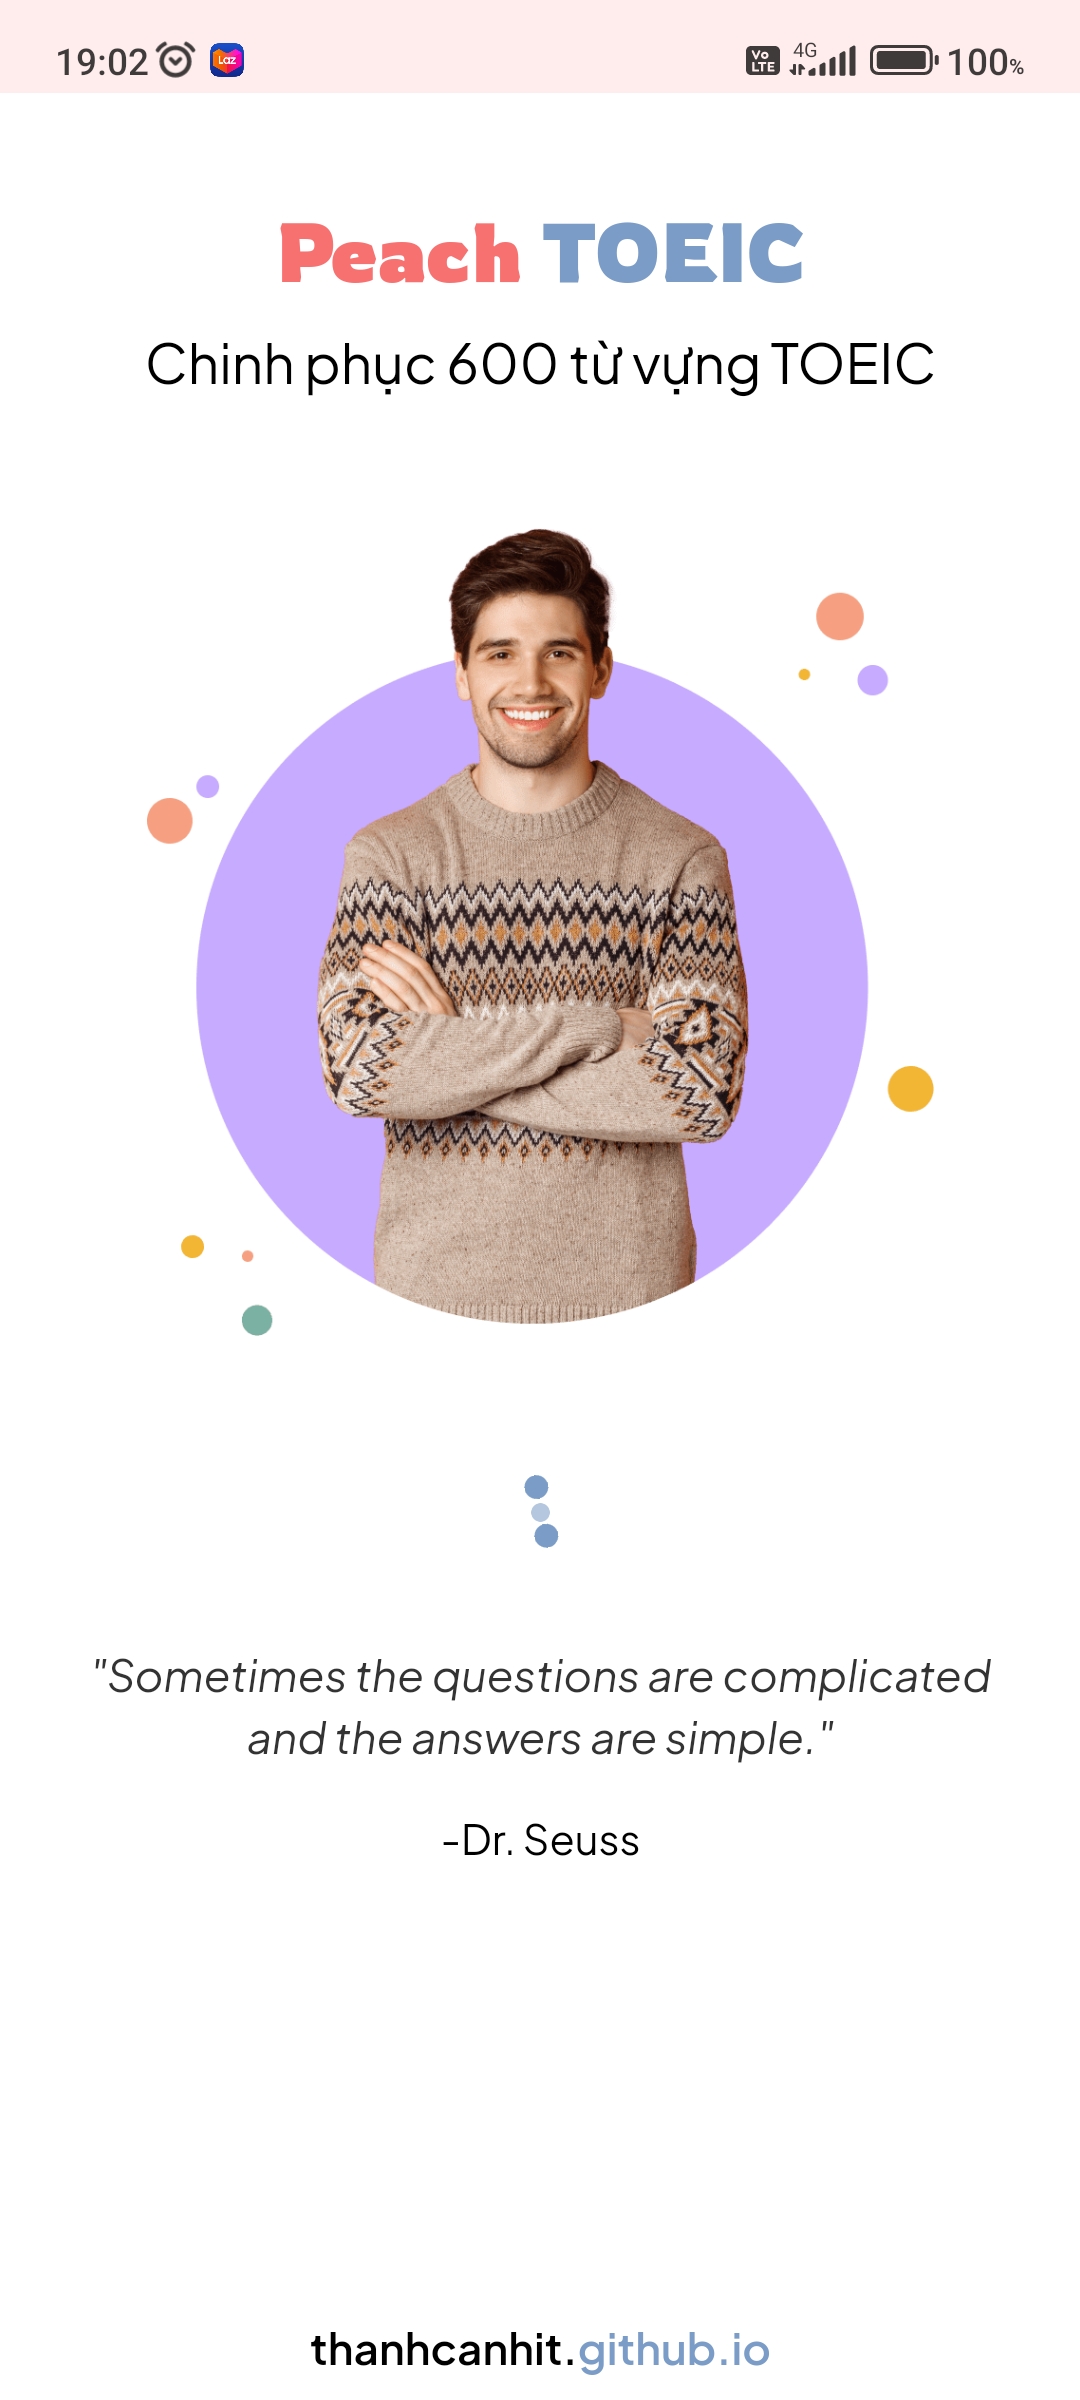 19:02 Laz Vo LTE 4G 100%
Peach TOEIC
Chinh phục 600 từ vựng TOEIC
"Sometimes the questions are complicated
and the answers are simple."
-Dr. Seuss
thanhcanhit.github.io